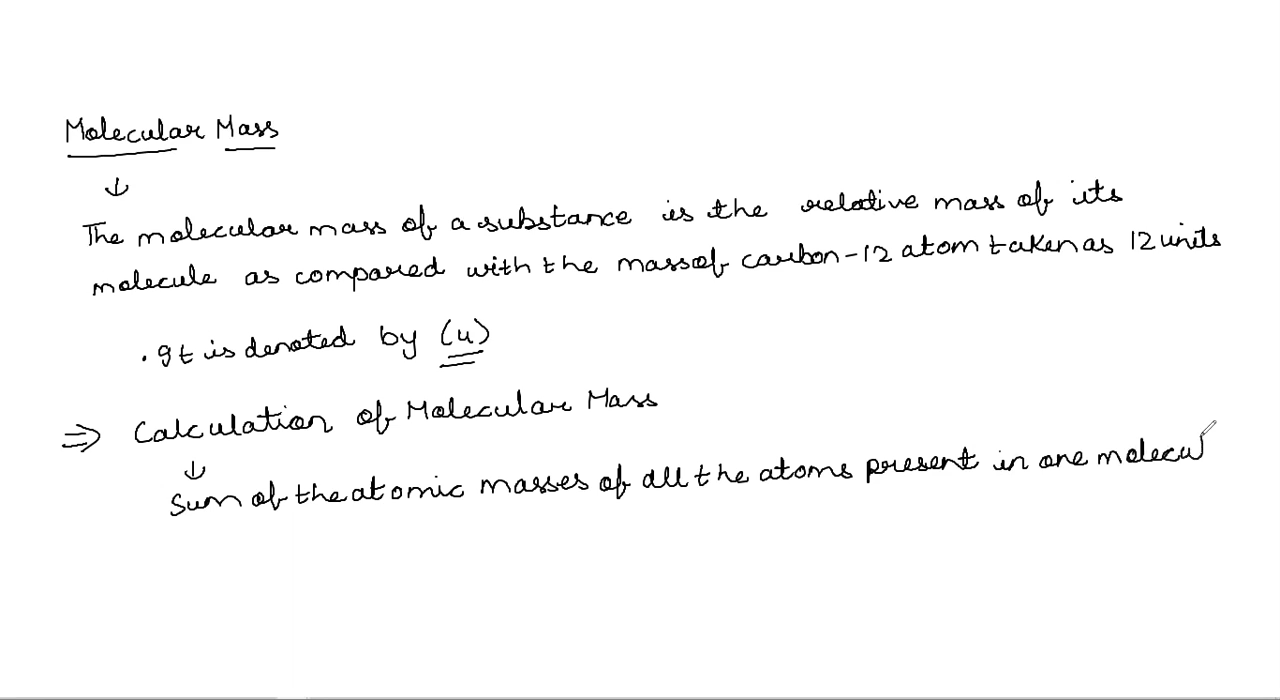 Molecular Mass
↓
The molecular mass of a substance is the relative mass of its
molecule as compared with the mass of carbon-12 atom taken as 12 units
• It is denoted by (u)
⇒ Calculation of Molecular Mass
↓
Sum of the atomic masses of all the atoms present in one molecul